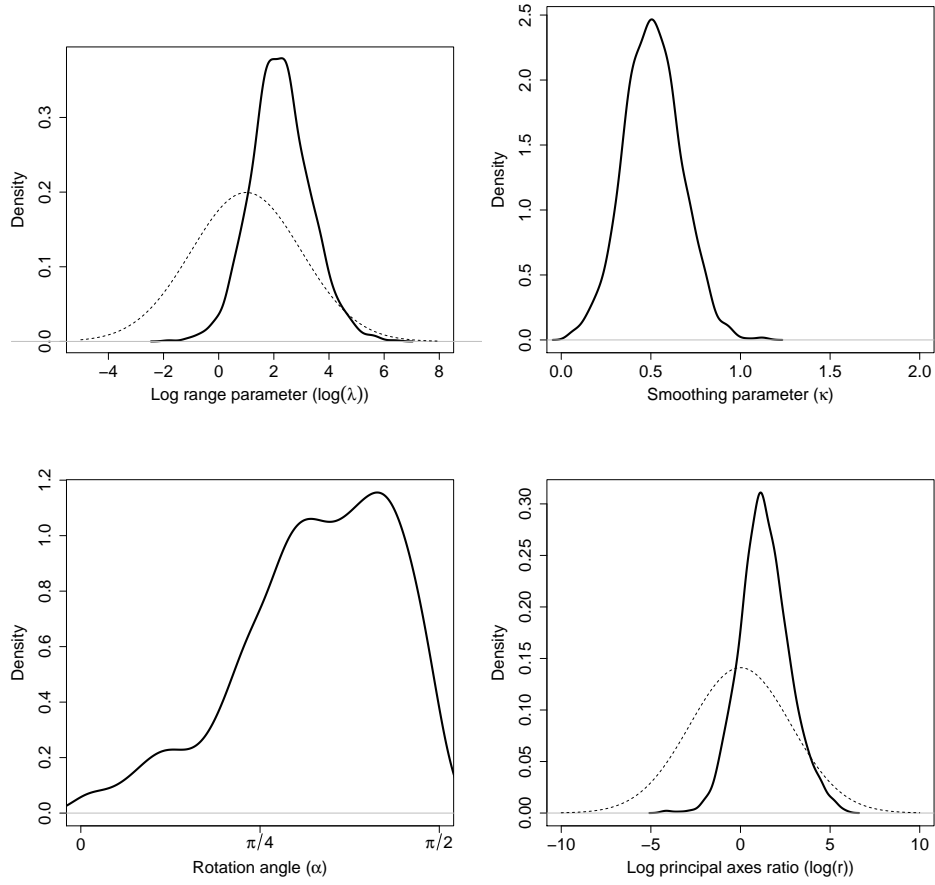 Density
0.0 0.1 0.2 0.3
−4 −2 0 2 4 6 8
Log range parameter (log(λ))
Density
0.0 0.5 1.0 1.5 2.0 2.5
0.0 0.5 1.0 1.5 2.0
Smoothing parameter (κ)
Density
0.0 0.2 0.4 0.6 0.8 1.0 1.2
0 π/4 π/2
Rotation angle (α)
Density
0.00 0.05 0.10 0.15 0.20 0.25 0.30
−10 −5 0 5 10
Log principal axes ratio (log(r))